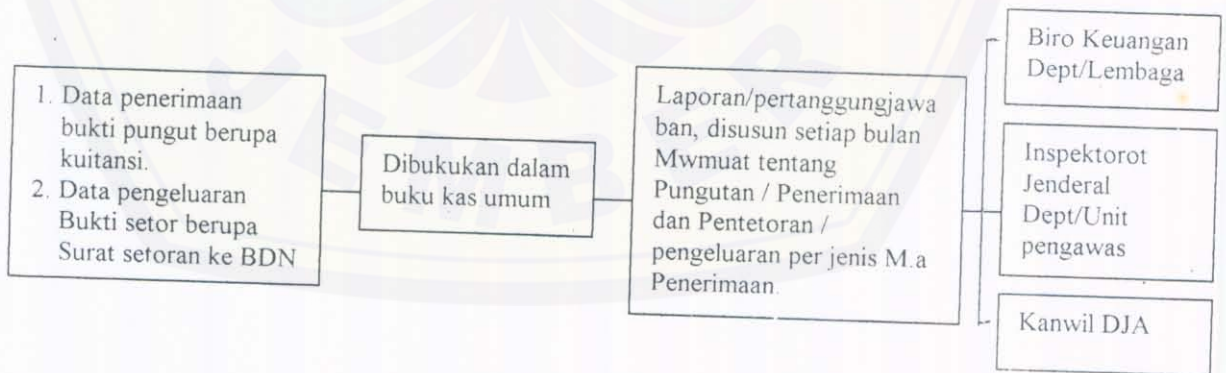 1. Data penerimaan
bukti pungut berupa
kuitansi.
2. Data pengeluaran
Bukti setor berupa
Surat setoran ke BDN
Dibukukan dalam
buku kas umum
Laporan/pertanggungjawa
ban, disusun setiap bulan
Mwmuat tentang
Pungutan / Penerimaan
dan Pentetoran /
pengeluaran per jenis M.a
Penerimaan.
Biro Keuangan
Dept/Lembaga
Inspektorot
Jenderal
Dept/Unit
pengawas
Kanwil DJA
JEMBER